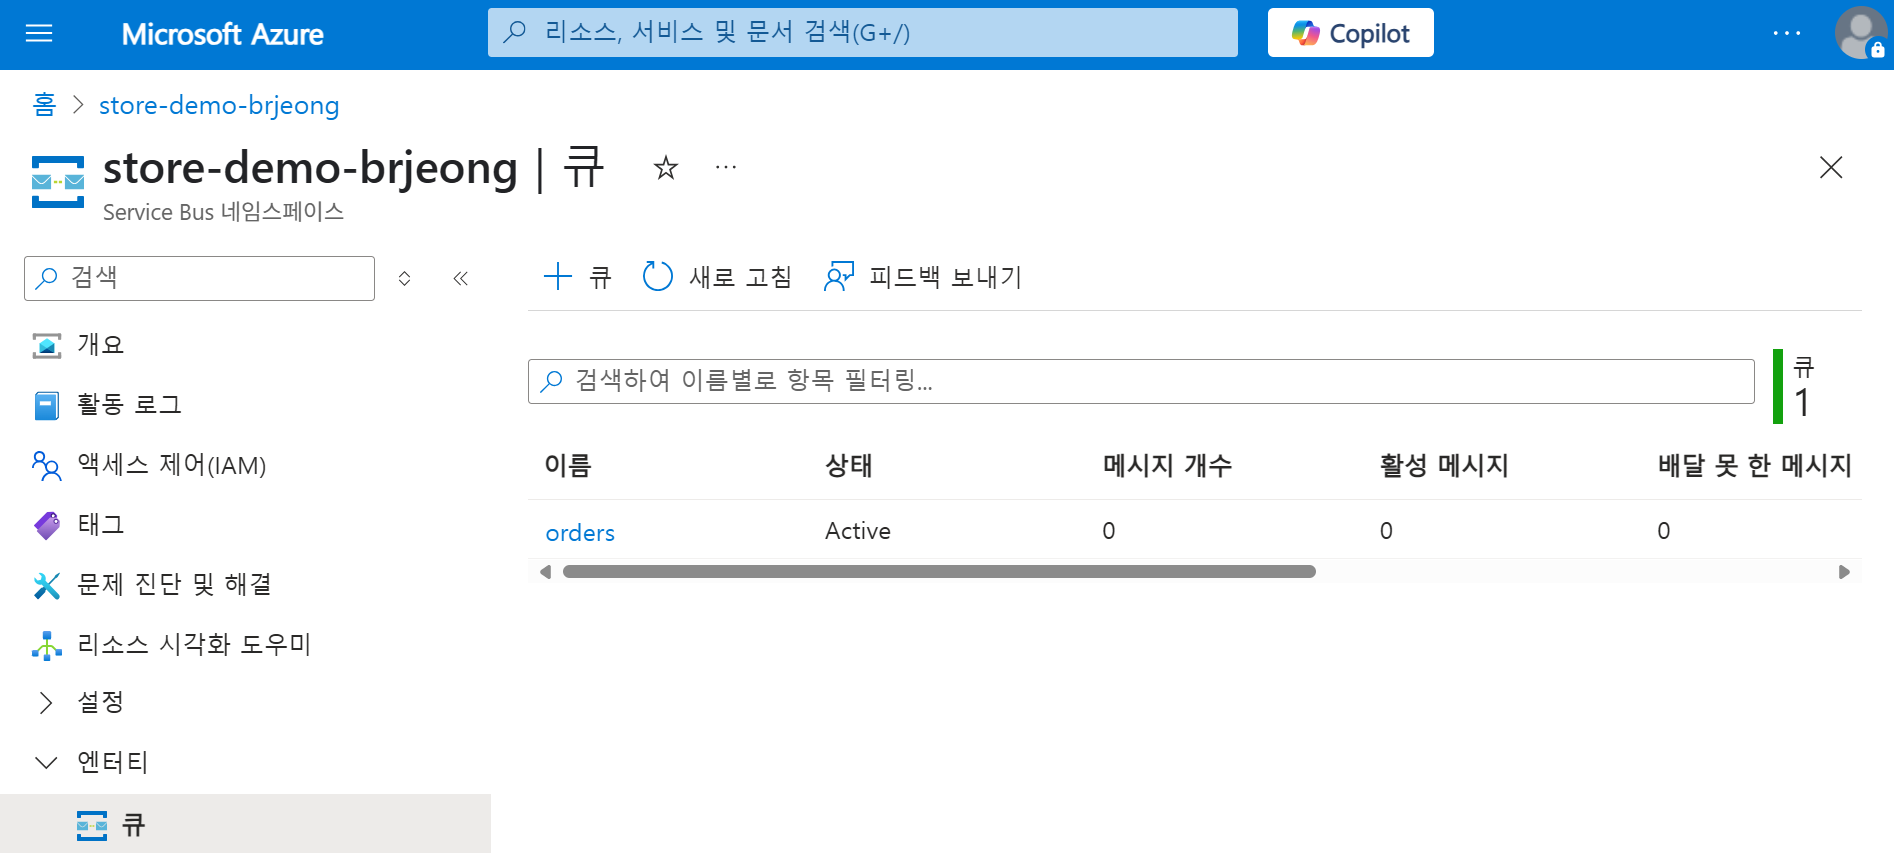 Microsoft Azure
리소스, 서비스 및 문서 검색(G+/)
Copilot
홈 > store-demo-brjeong
store-demo-brjeong | 큐
Service Bus 네임스페이스
검색
개요
활동 로그
액세스 제어(IAM)
태그
문제 진단 및 해결
리소스 시각화 도우미
설정
엔터티
큐
큐 새로 고침 피드백 보내기
검색하여 이름별로 항목 필터링...
큐
1
이름 상태 메시지 개수 활성 메시지 배달 못 한 메시지
orders Active 0 0 0